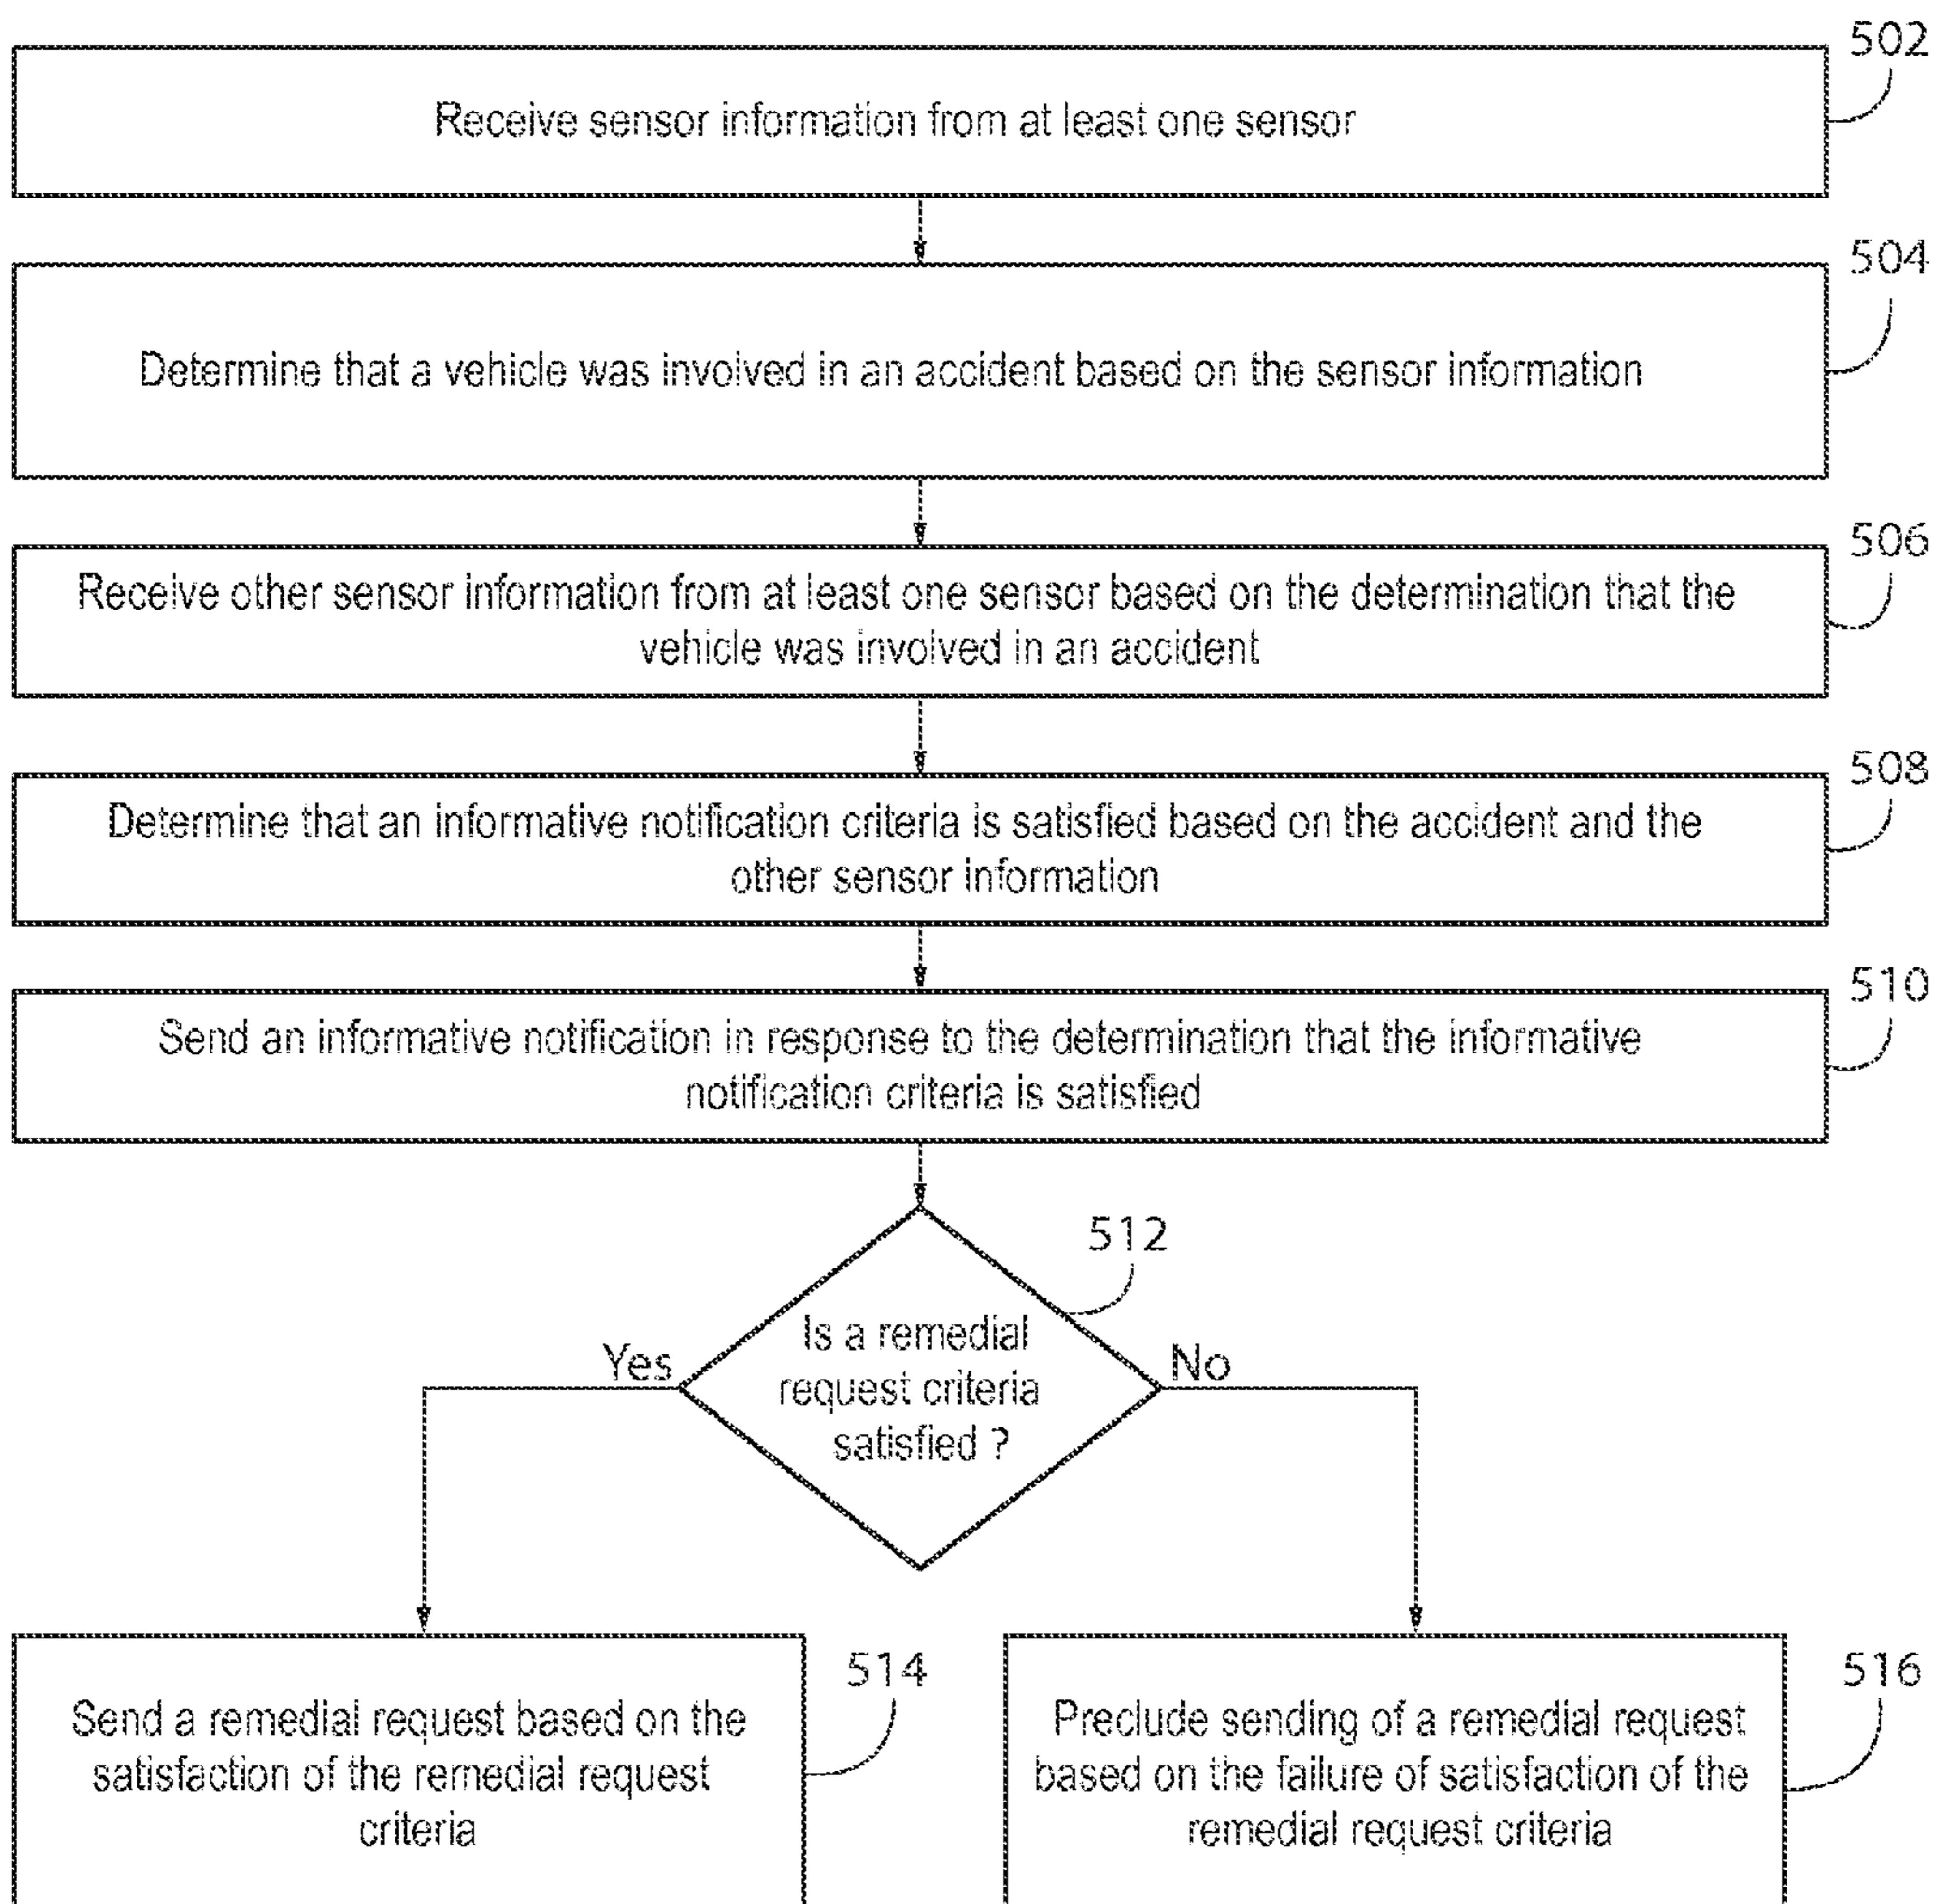 502
Receive sensor information from at least one sensor
504
Determine that a vehicle was involved in an accident based on the sensor information
506
Receive other sensor information from at least one sensor based on the determination that the
vehicle was involved in an accident
508
Determine that an informative notification criteria is satisfied based on the accident and the
other sensor information
510
Send an informative notification in response to the determination that the informative
notification criteria is satisfied
512
Is a remedial
request criteria
satisfied ?
Yes
No
514
Send a remedial request based on the
satisfaction of the remedial request
criteria
516
Preclude sending of a remedial request
based on the failure of satisfaction of the
remedial request criteria